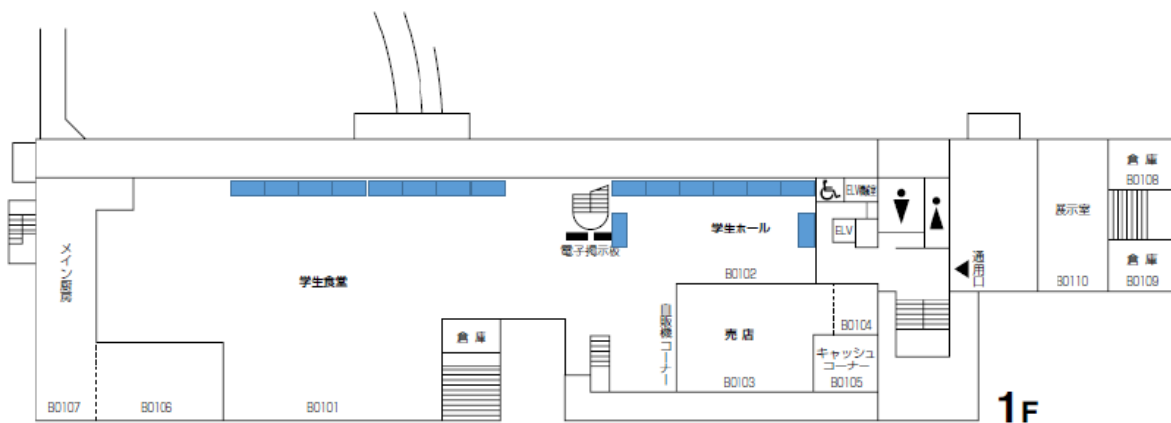 倉 庫
B0108
ELV機械室
展示室
メイン厨房
ELV
学生ホール
電子掲示板
通用口
倉 庫
B0109
学生食堂
B0102
B0110
自販機コーナー
B0104
売 店
倉 庫
キャッシュ
コーナー
B0107
B0106
B0101
B0103
B0105
1F